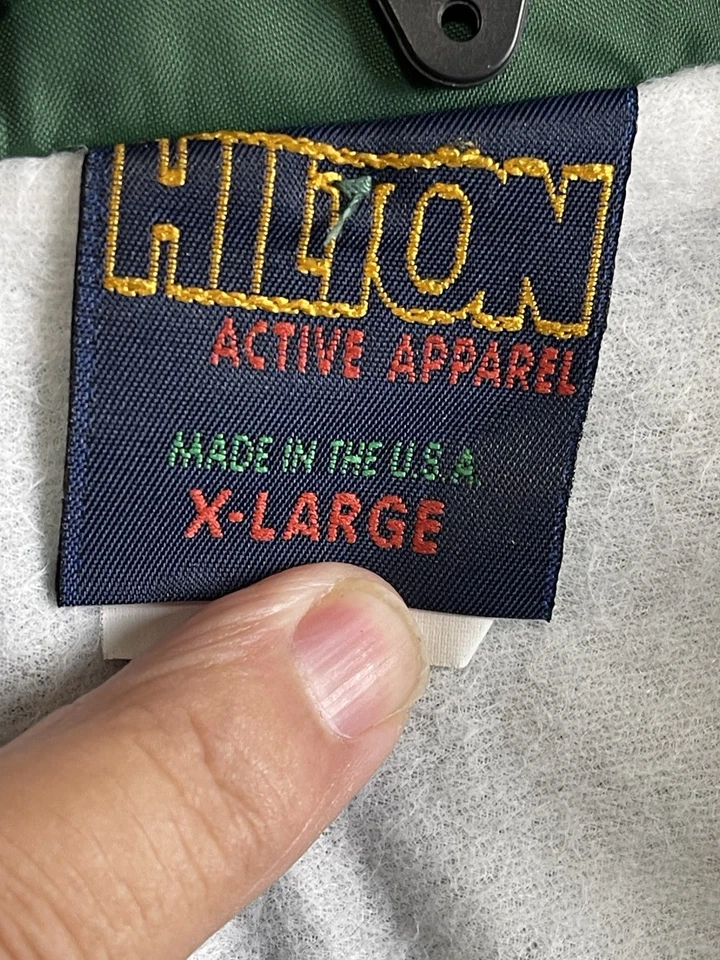 HILTON
ACTIVE APPAREL
MADE IN THE U.S.A.
X-LARGE